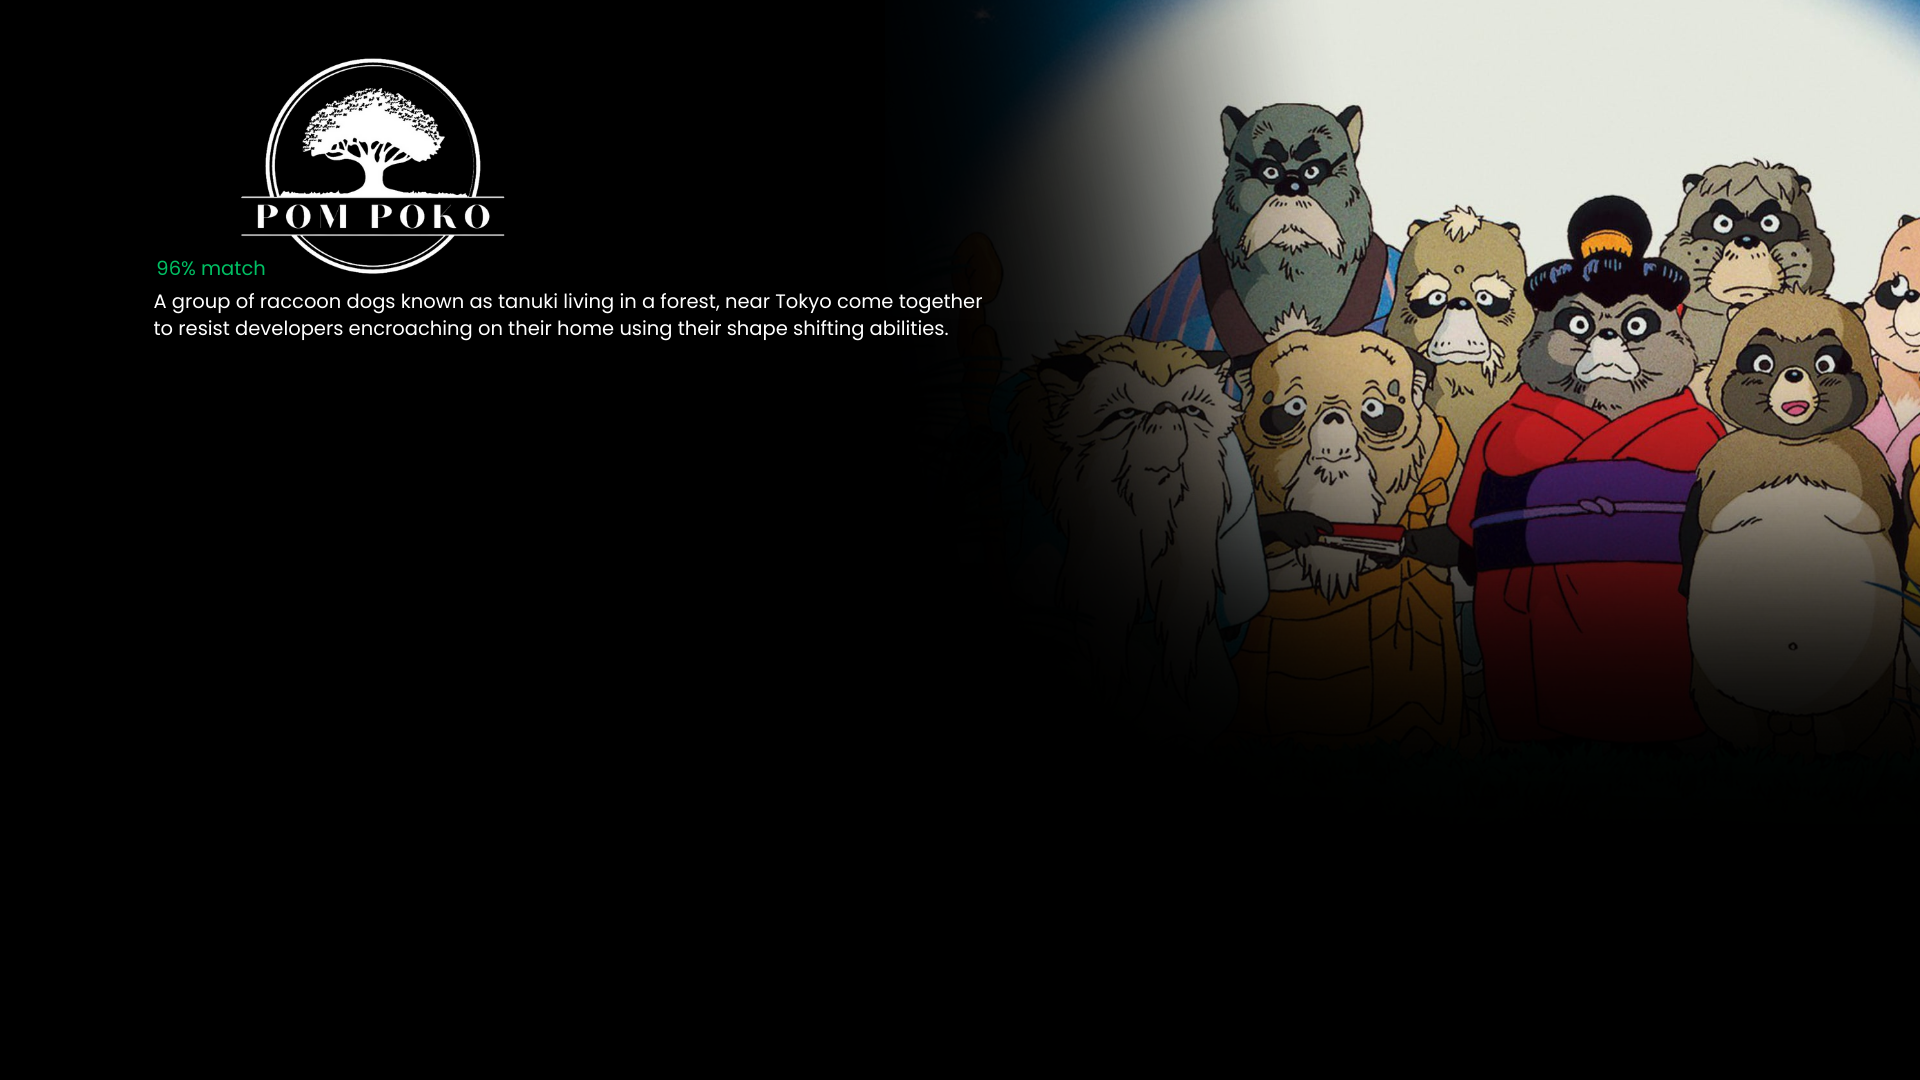 POM POKO
96% match
A group of raccoon dogs known as tanuki living in a forest, near Tokyo come together
to resist developers encroaching on their home using their shape shifting abilities.